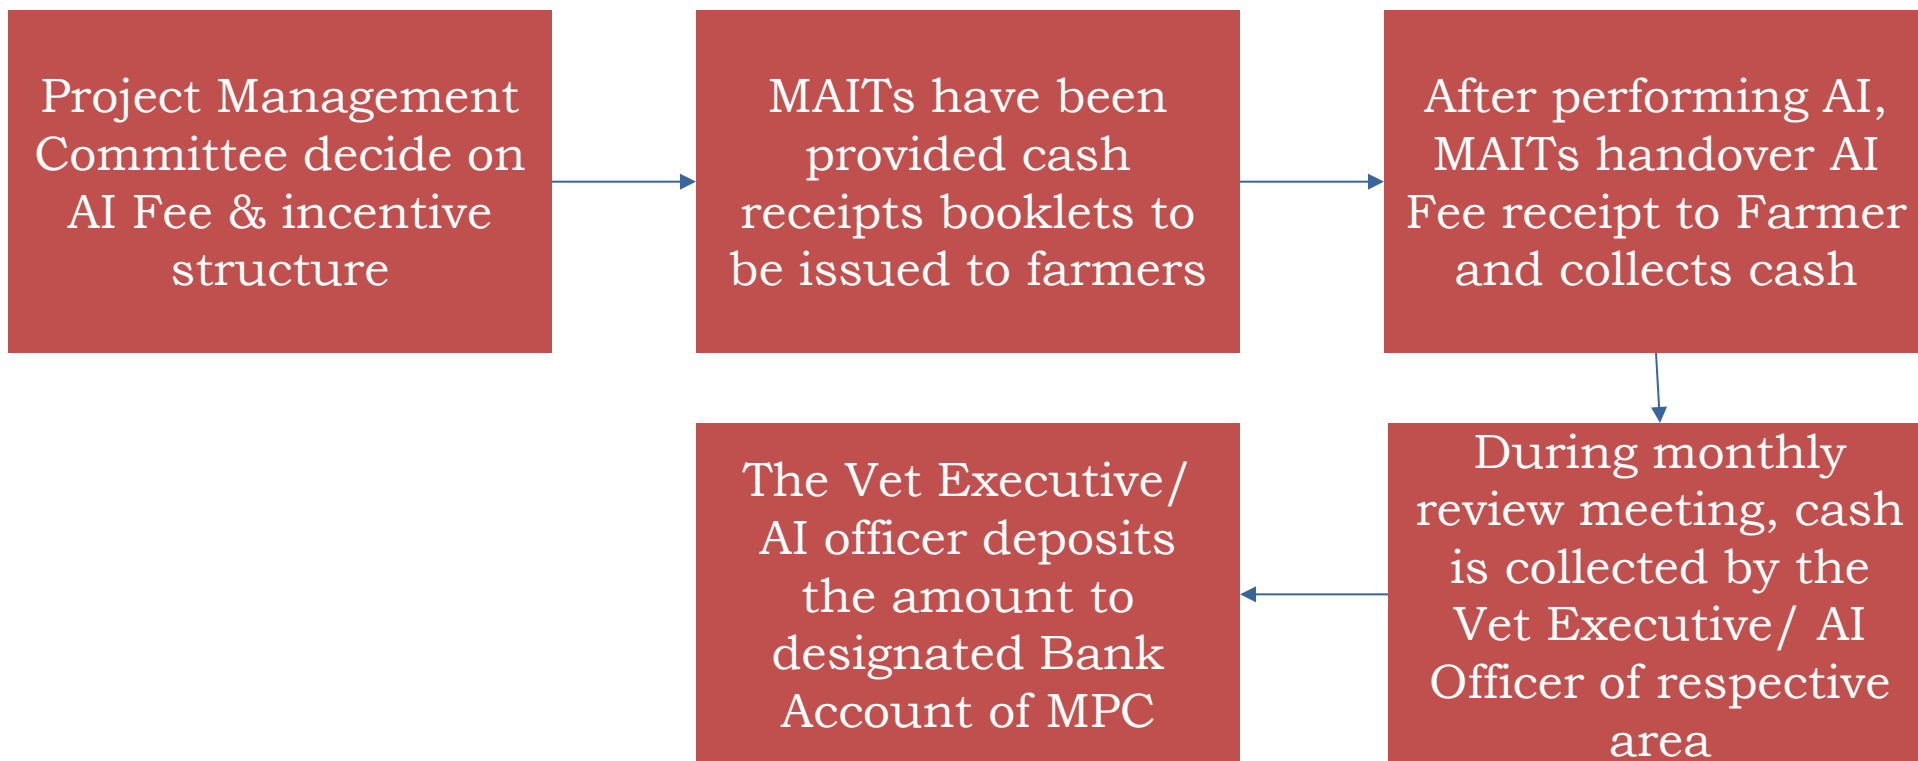 Project Management
Committee decide on
AI Fee & incentive
structure
MAITs have been
provided cash
receipts booklets to
be issued to farmers
After performing AI,
MAITs handover AI
Fee receipt to Farmer
and collects cash
During monthly
review meeting, cash
is collected by the
Vet Executive/ AI
Officer of respective
area
The Vet Executive/
AI officer deposits
the amount to
designated Bank
Account of MPC